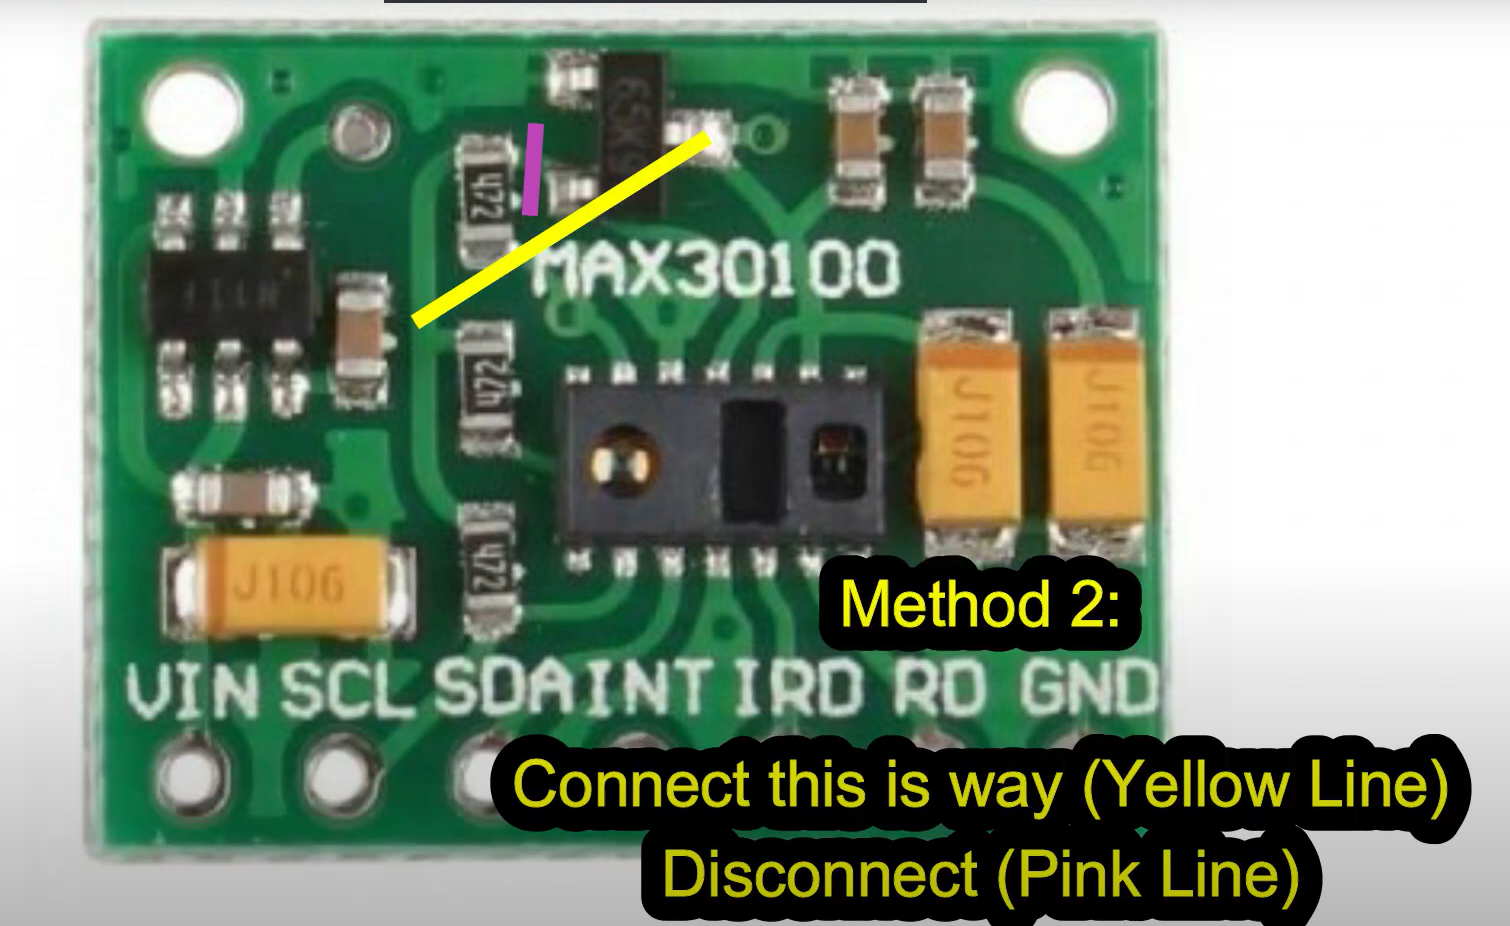 65K9
472
MAX30100
472
J106
J106
472
J106
Method 2:
VIN SCL SDA INT IRD RD GND
Connect this is way (Yellow Line)
Disconnect (Pink Line)